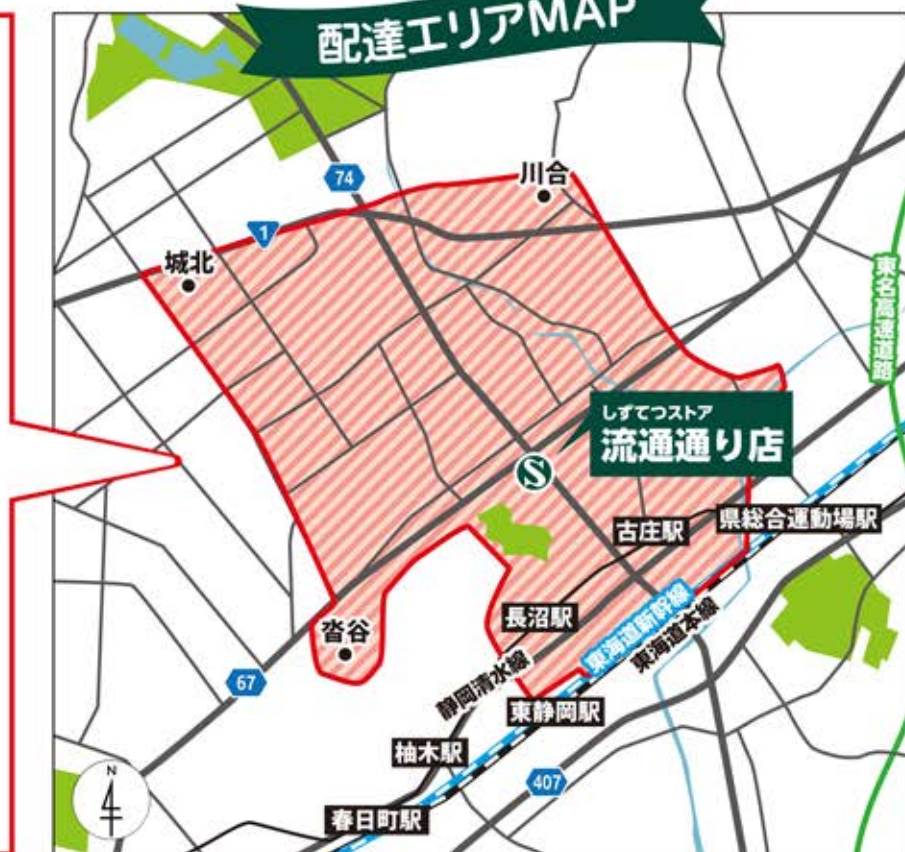 配達エリアMAP
74
川合
1
城北
東名高速道路
しずてつストア
流通通り店
S
県総合運動場駅
古庄駅
長沼駅
東海道新幹線
東海道本線
沓谷
静岡清水線
67
東静岡駅
柚木駅
407
春日町駅
N